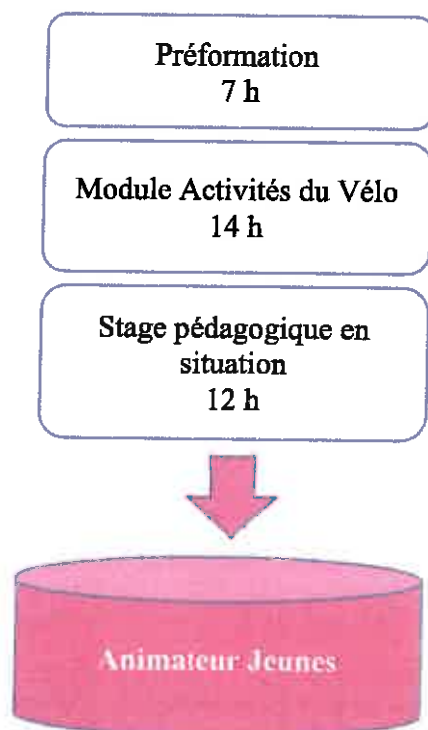 Préformation
7 h
Module Activités du Vélo
14 h
Stage pédagogique en
situation
12 h
Animateur Jeunes